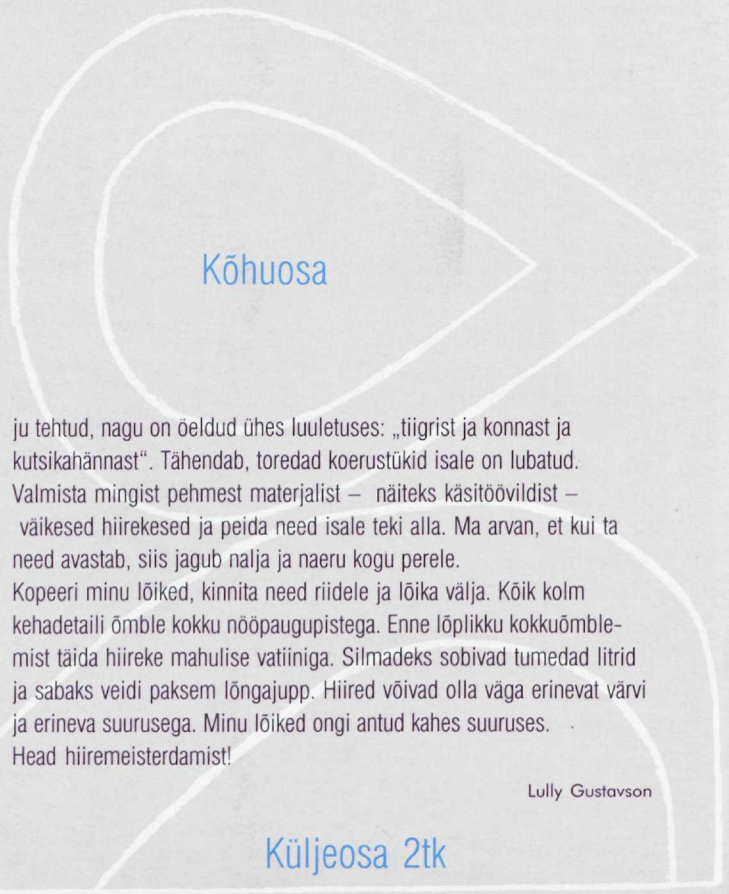 Kõhuosa
ju tehtud, nagu on öeldud ühes luuletuses: „tiigrist ja konnast ja
kutsikahännast“. Tähendab, toredad koerustükid isale on lubatud.
Valmista mingist pehmest materjalist – näiteks käsitöövildist –
väikesed hiirekesed ja peida need isale teki alla. Ma arvan, et kui ta
need avastab, siis jagub nalja ja naeru kogu perele.
Kopeeri minu lõiked, kinnita need riidele ja lõika välja. Kõik kolm
kehadetaili õmble kokku nööpaugupistega. Enne lõplikku kokkuõmble-
mist täida hiireke mahulise vatiiniga. Silmadeks sobivad tumedad litrid
ja sabaks veidi paksem lõngajupp. Hiired võivad olla väga erinevat värvi
ja erineva suurusega. Minu lõiked ongi antud kahes suuruses.
Head hiiremeisterdamist!
Lully Gustavson
Küljeosa 2tk